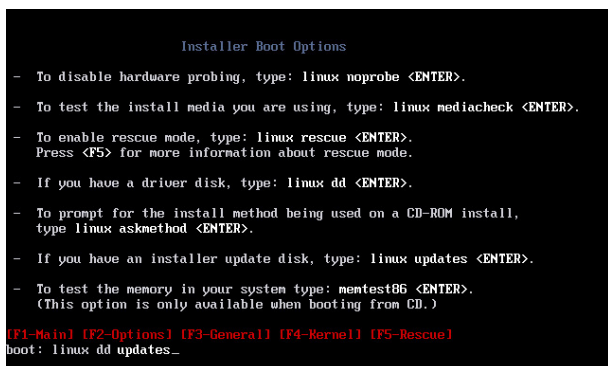 Installer Boot Options
- To disable hardware probing, type: linux noprobe <ENTER>.
- To test the install media you are using, type: linux mediacheck <ENTER>.
- To enable rescue mode, type: linux rescue <ENTER>.
Press <F5> for more information about rescue mode.
- If you have a driver disk, type: linux dd <ENTER>.
- To prompt for the install method being used on a CD-ROM install,
type linux askmethod <ENTER>.
- If you have an installer update disk, type: linux updates <ENTER>.
- To test the memory in your system type: memtest86 <ENTER>.
(This option is only available when booting from CD.)
[F1-Main] [F2-Options] [F3-General] [F4-Kernel] [F5-Rescue]
boot: linux dd updates_